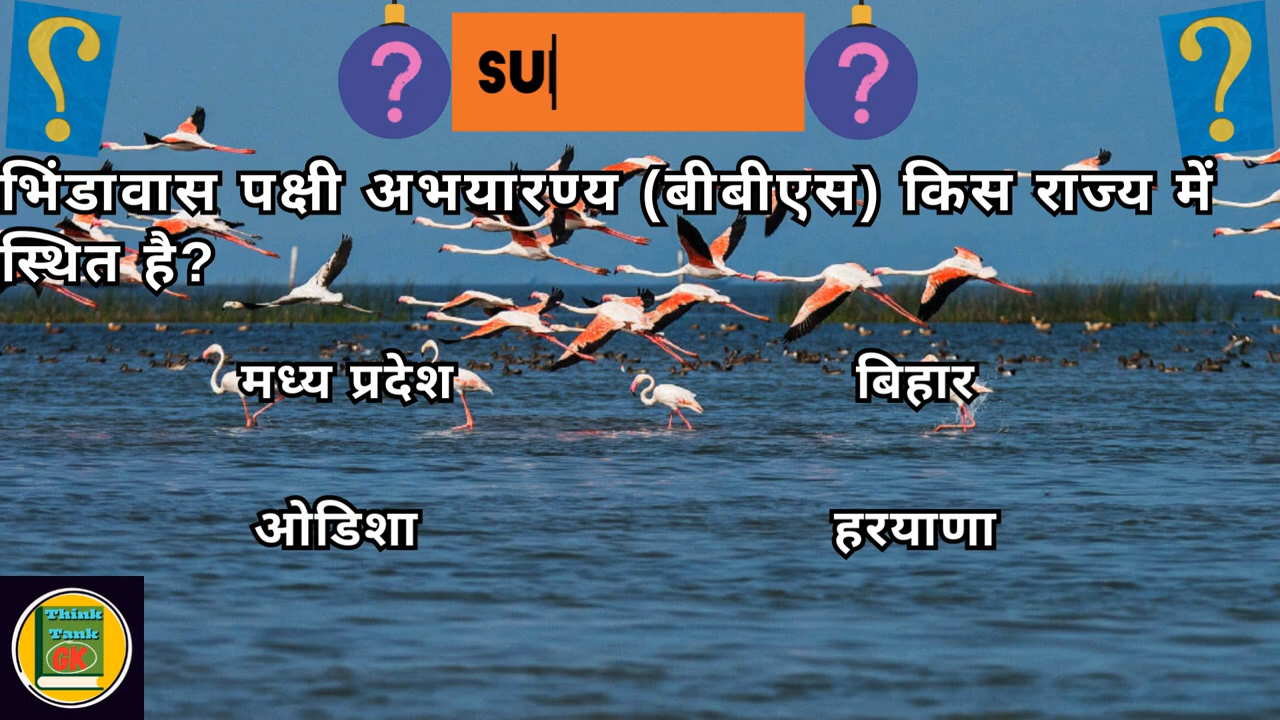 SU
भिंडावास पक्षी अभयारण्य (बीबीएस) किस राज्य में
स्थित है?
मध्य प्रदेश
बिहार
ओडिशा
हरयाणा
Think
Tank
GK